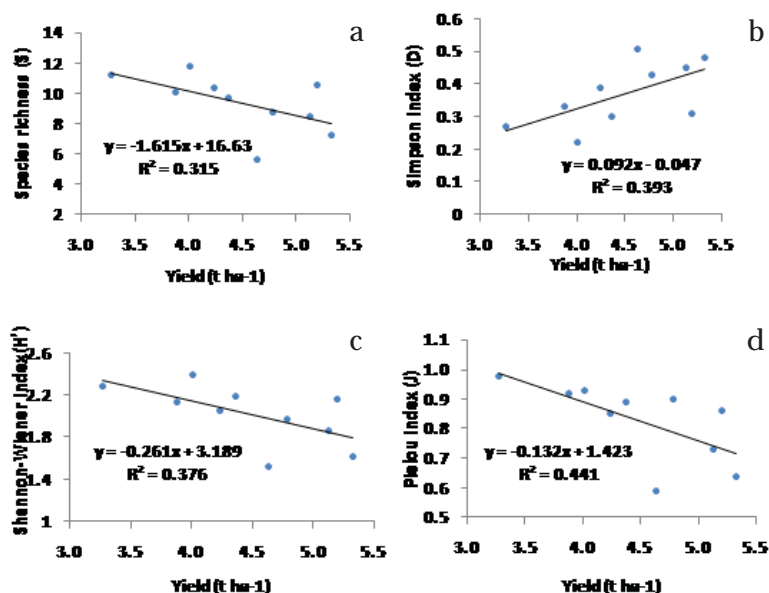 a
Species richness (S)
14
12
10
8
6
4
2
y = -1.615x + 16.63
R² = 0.315
3.0 3.5 4.0 4.5 5.0 5.5
Yield (t ha-1)
b
Simpson Index (D)
0.6
0.5
0.4
0.3
0.2
0.1
0
y = 0.092x - 0.047
R² = 0.393
3.0 3.5 4.0 4.5 5.0 5.5
Yield (t ha-1)
c
Shannon-Wiener Index (H')
2.6
2.2
1.8
1.4
1
y = -0.261x + 3.189
R² = 0.376
3.0 3.5 4.0 4.5 5.0 5.5
Yield (t ha-1)
d
Pielou Index (J)
1.1
1.0
0.9
0.8
0.7
0.6
0.5
y = -0.132x + 1.423
R² = 0.441
3.0 3.5 4.0 4.5 5.0 5.5
Yield (t ha-1)